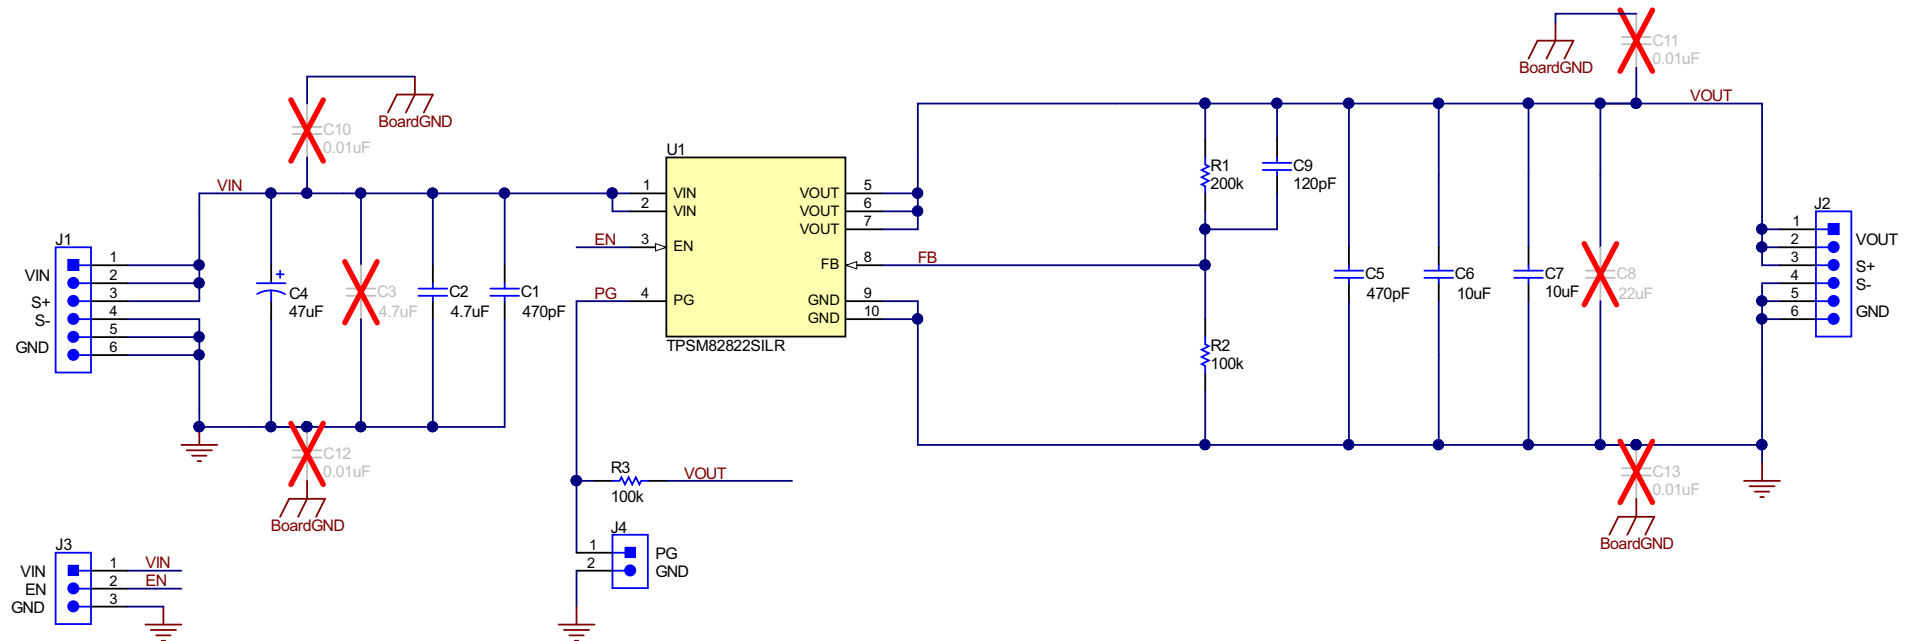 C11
0.01uF
BoardGND
VOUT
BoardGND
C10
0.01uF
U1
VIN
1
2
3
4
VIN
VIN
EN
PG
VOUT
VOUT
VOUT
FB
GND
GND
5
6
7
8
9
10
EN
PG
FB
TPSM82822SILR
R1
200k
C9
120pF
R2
100k
J1
VIN
S+
S-
GND
1
2
3
4
5
6
+
C4
47uF
C3
4.7uF
C2
4.7uF
C1
470pF
C5
470pF
C6
10uF
C7
10uF
C8
22uF
J2
1
2
3
4
5
6
VOUT
S+
S-
GND
C12
0.01uF
BoardGND
R3
100k
VOUT
C13
0.01uF
BoardGND
J4
1
2
PG
GND
J3
VIN
EN
GND
1
2
3
VIN
EN